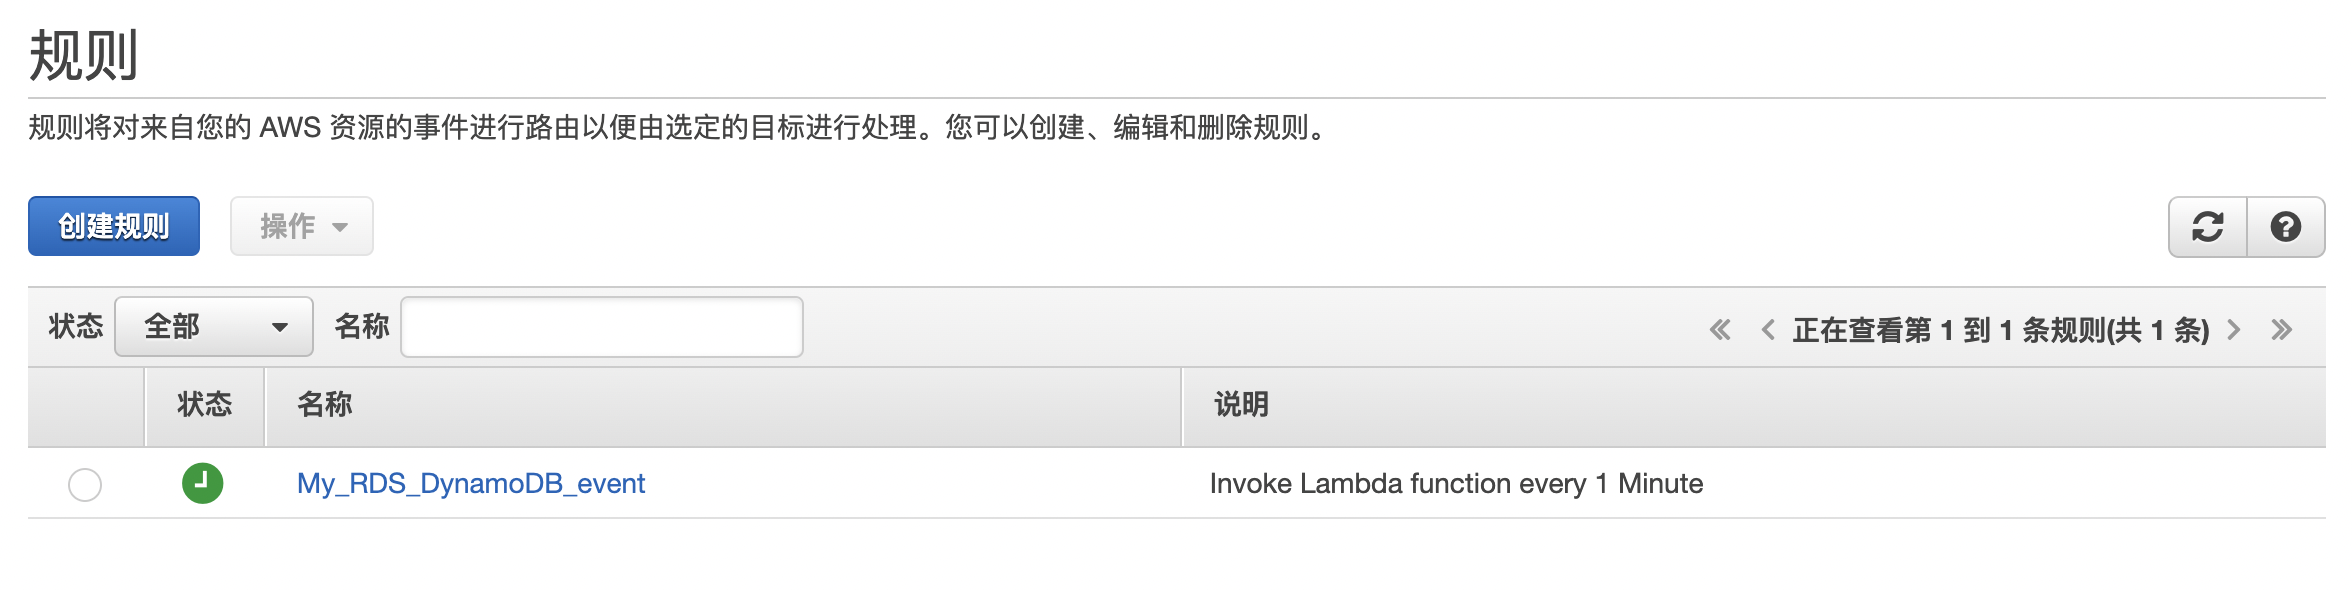 规则
规则将对来自您的 AWS 资源的事件进行路由以便由选定的目标进行处理。您可以创建、编辑和删除规则。
创建规则 操作
状态 全部 名称 正在查看第 1 到 1 条规则(共 1 条)
状态 名称 说明
My_RDS_DynamoDB_event Invoke Lambda function every 1 Minute